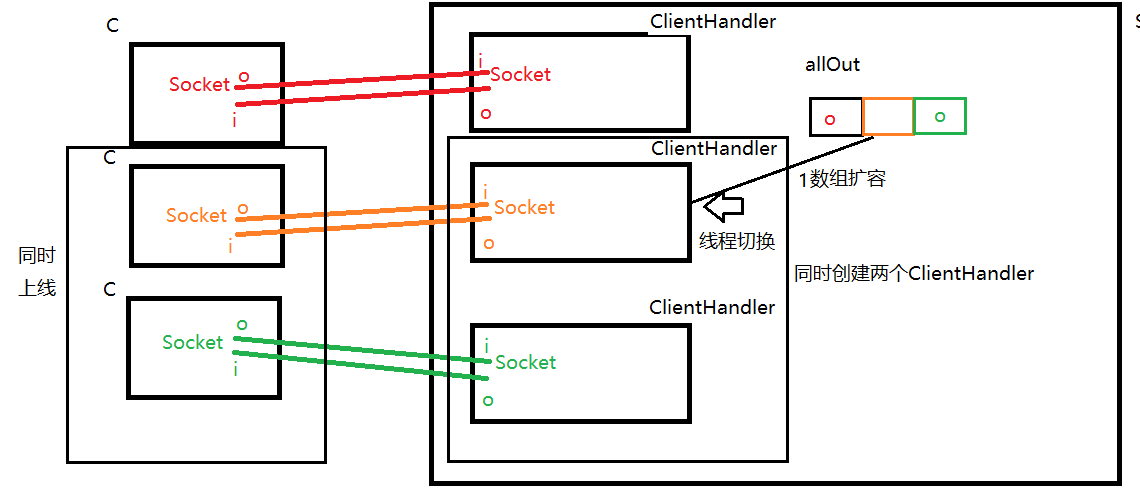 C
ClientHandler
S
Socket
o
i
i
Socket
o
allOut
o
o
C
ClientHandler
Socket
o
i
i
Socket
o
1数组扩容
线程切换
同时
上线
同时创建两个ClientHandler
C
ClientHandler
Socket
o
i
i
Socket
o